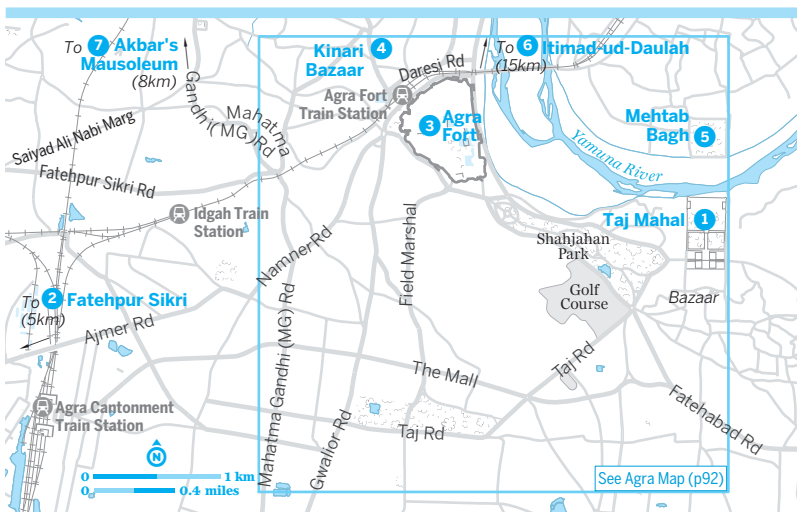 To 7 Akbar's
Mausoleum
(8km)
Kinari 4
Bazaar
Daresi Rd
To 6 Itimad-ud-Daulah
(15km)
Agra Fort
Train Station
3 Agra
Fort
Mehtab
Bagh 5
Mahatma
Gandhi(MG)Rd
Saiyad Ali Nabi Marg
Fatehpur Sikri Rd
Yamuna River
Idgah Train
Station
Taj Mahal 1
Namner Rd
Field Marshal
Shahjahan
Park
Golf
Course
Bazaar
To 2 Fatehpur Sikri
(5km)
Ajmer Rd
Mahatma Gandhi (MG) Rd
The Mall
Taj Rd
Fatehabad Rd
Agra Cantonment
Train Station
Gwalior Rd
Taj Rd
N
0 1 km
0 0.4 miles
See Agra Map (p92)